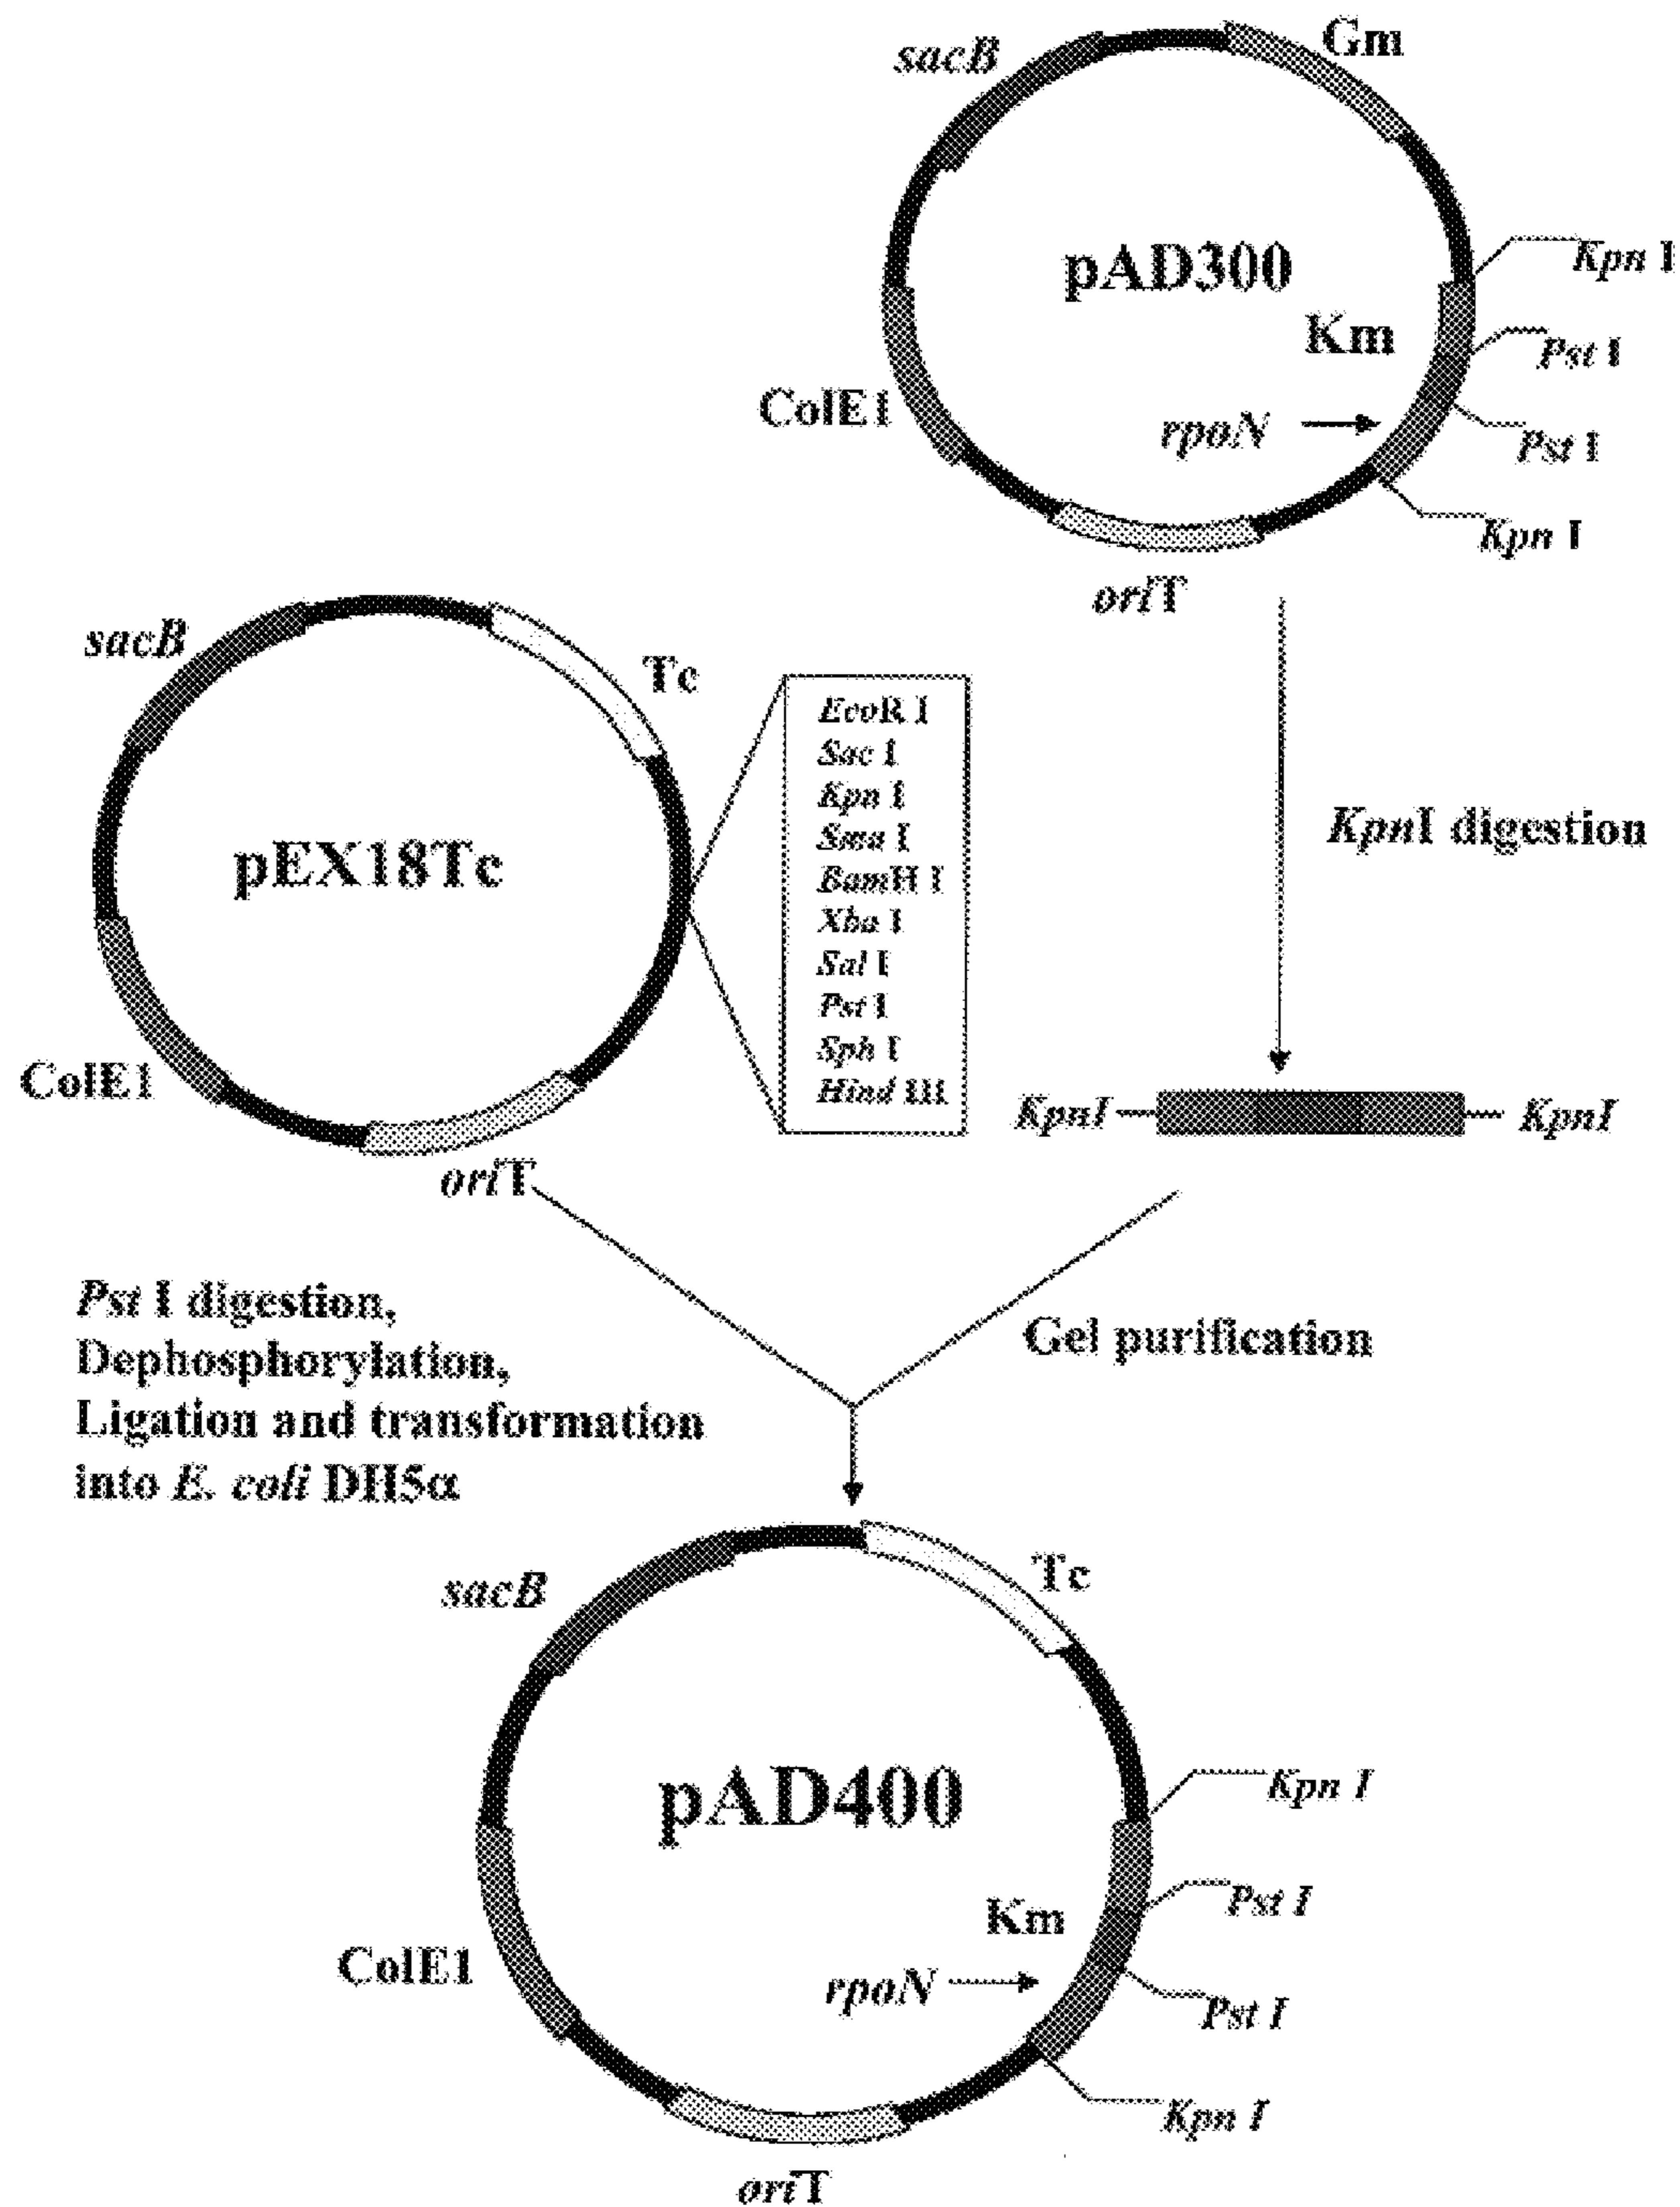 sacB
Gm
pAD300
Kpn I
Km
Pst I
ColE1
rpoN
Pst I
Kpn I
oriT
sacB
Tc
EcoR I
Sac I
Kpn I
Sma I
BamH I
Xba I
Sal I
Pst I
Sph I
Hind III
pEX18Tc
KpnI digestion
ColE1
KpnI
KpnI
oriT
Pst I digestion,
Dephosphorylation,
Ligation and transformation
into E. coli DH5α
Gel purification
sacB
Tc
pAD400
Kpn I
Km
Pst I
ColE1
rpoN
Pst I
Kpn I
oriT